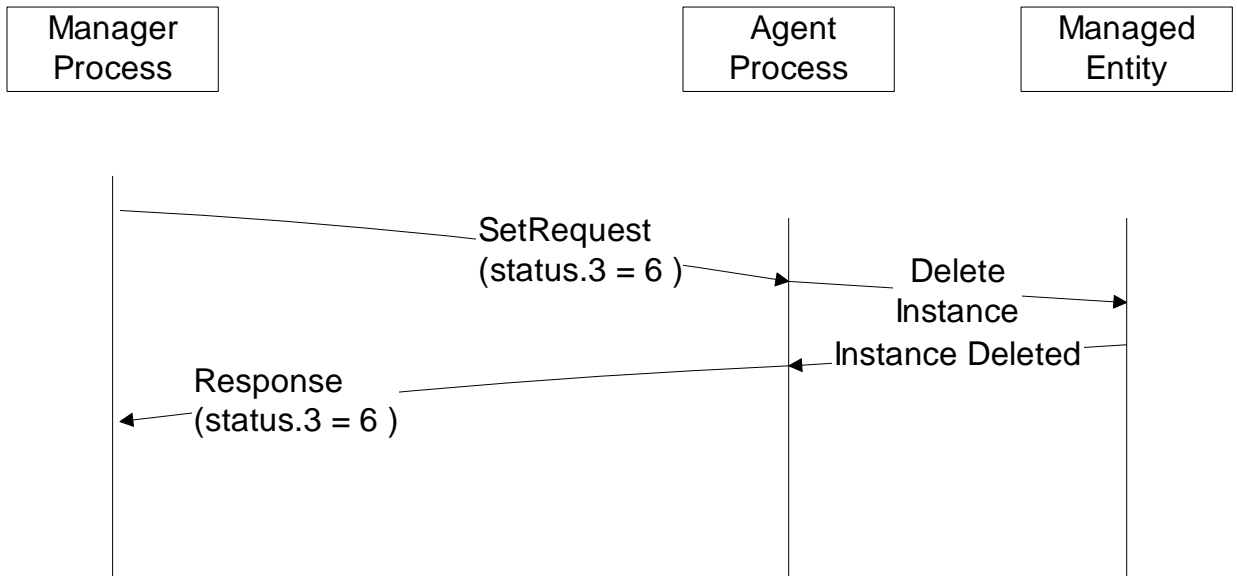 Manager
Process
Agent
Process
Managed
Entity
SetRequest
(status.3 = 6 )
Delete
Instance
Instance Deleted
Response
(status.3 = 6 )